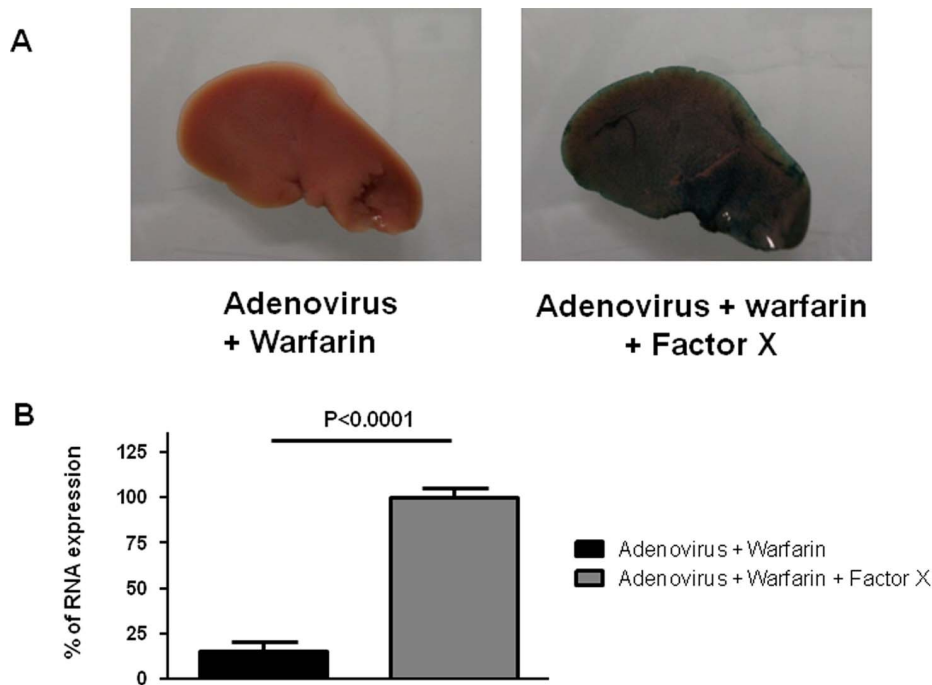 A
Adenovirus
+ Warfarin
Adenovirus + warfarin
+ Factor X
B
P<0.0001
% of RNA expression
125
100
75
50
25
0
Adenovirus + Warfarin
Adenovirus + Warfarin + Factor X